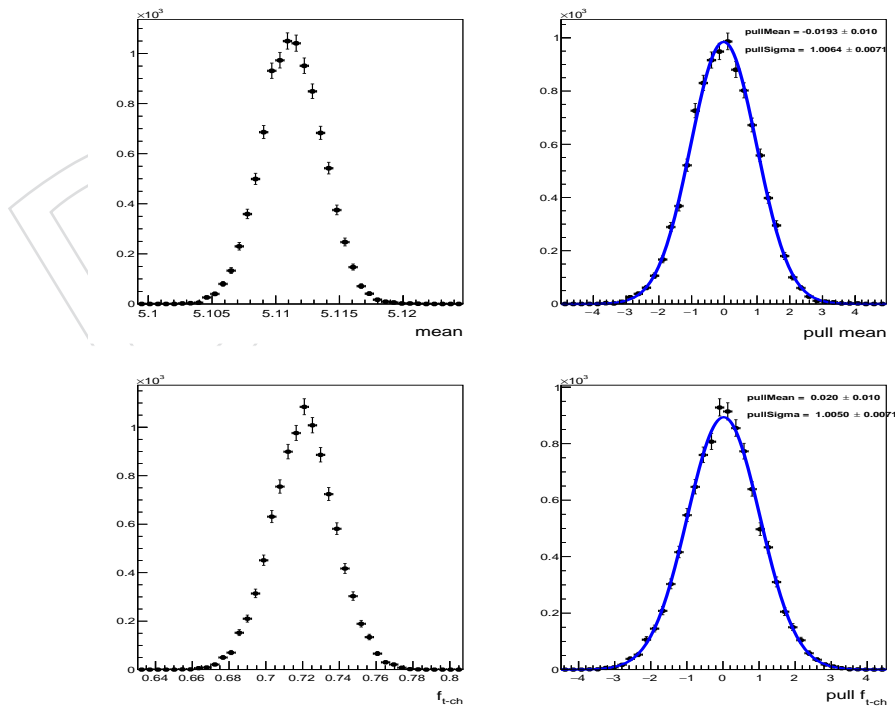 ×10³
1
0.8
0.6
0.4
0.2
0
5.1 5.105 5.11 5.115 5.12
mean
×10³
pullMean = -0.0193 ± 0.010
pullSigma = 1.0064 ± 0.0071
1
0.8
0.6
0.4
0.2
0
−4 −3 −2 −1 0 1 2 3 4
pull mean
×10³
1
0.8
0.6
0.4
0.2
0
0.64 0.66 0.68 0.7 0.72 0.74 0.76 0.78 0.8
f_t-ch
×10³
pullMean = 0.020 ± 0.010
pullSigma = 1.0050 ± 0.0071
1
0.8
0.6
0.4
0.2
0
−4 −3 −2 −1 0 1 2 3 4
pull f_t-ch